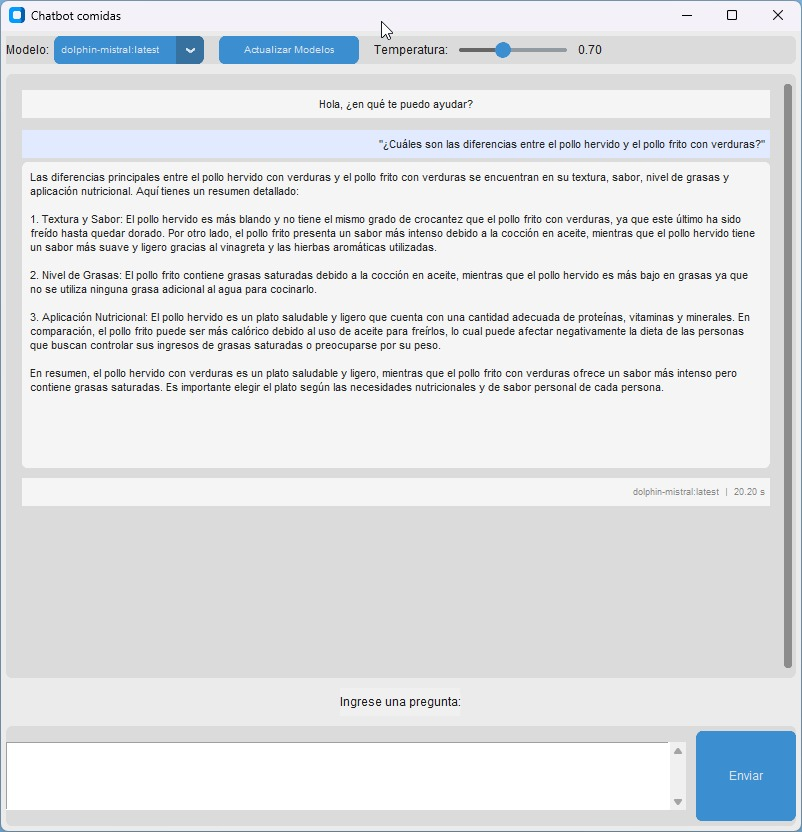 Chatbot comidas
Modelo: dolphin-mistral:latest Actualizar Modelos Temperatura: 0.70
Hola, ¿en qué te puedo ayudar?
"¿Cuáles son las diferencias entre el pollo hervido y el pollo frito con verduras?"
Las diferencias principales entre el pollo hervido con verduras y el pollo frito con verduras se encuentran en su textura, sabor, nivel de grasas y
aplicación nutricional. Aquí tienes un resumen detallado:
1. Textura y Sabor: El pollo hervido es más blando y no tiene el mismo grado de crocantez que el pollo frito con verduras, ya que este último ha sido
freído hasta quedar dorado. Por otro lado, el pollo frito presenta un sabor más intenso debido a la cocción en aceite, mientras que el pollo hervido tiene
un sabor más suave y ligero gracias al vinagreta y las hierbas aromáticas utilizadas.
2. Nivel de Grasas: El pollo frito contiene grasas saturadas debido a la cocción en aceite, mientras que el pollo hervido es más bajo en grasas ya que
no se utiliza ninguna grasa adicional al agua para cocinarlo.
3. Aplicación Nutricional: El pollo hervido es un plato saludable y ligero que cuenta con una cantidad adecuada de proteínas, vitaminas y minerales. En
comparación, el pollo frito puede ser más calórico debido al uso de aceite para freírlos, lo cual puede afectar negativamente la dieta de las personas
que buscan controlar sus ingresos de grasas saturadas o preocuparse por su peso.
En resumen, el pollo hervido con verduras es un plato saludable y ligero, mientras que el pollo frito con verduras ofrece un sabor más intenso pero
contiene grasas saturadas. Es importante elegir el plato según las necesidades nutricionales y de sabor personal de cada persona.
dolphin-mistral:latest | 20.20 s
Ingrese una pregunta:
Enviar